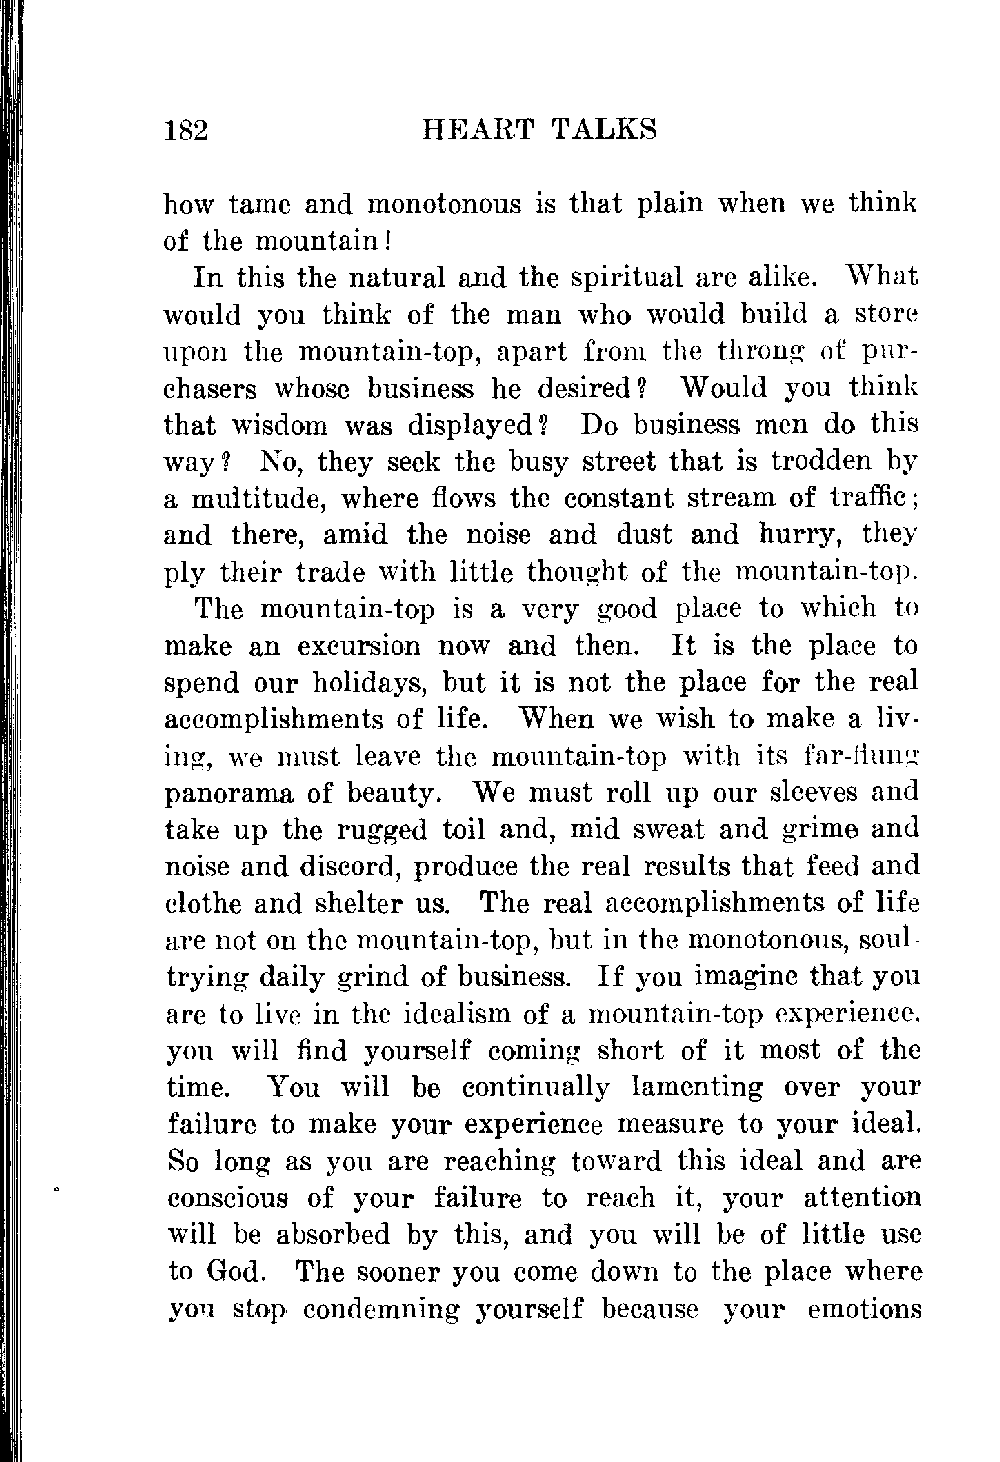 182 HEART TALKS
how tame and monotonous is that plain when we think
of the mountain!
In this the natural and the spiritual are alike. What
would you think of the man who would build a store
upon the mountain-top, apart from the throng of pur-
chasers whose business he desired? Would you think
that wisdom was displayed? Do business men do this
way? No, they seek the busy street that is trodden by
a multitude, where flows the constant stream of traffic;
and there, amid the noise and dust and hurry, they
ply their trade with little thought of the mountain-top.
The mountain-top is a very good place to which to
make an excursion now and then. It is the place to
spend our holidays, but it is not the place for the real
accomplishments of life. When we wish to make a liv-
ing, we must leave the mountain-top with its far-flung
panorama of beauty. We must roll up our sleeves and
take up the rugged toil and, mid sweat and grime and
noise and discord, produce the real results that feed and
clothe and shelter us. The real accomplishments of life
are not on the mountain-top, but in the monotonous, soul-
trying daily grind of business. If you imagine that you
are to live in the idealism of a mountain-top experience,
you will find yourself coming short of it most of the
time. You will be continually lamenting over your
failure to make your experience measure to your ideal.
So long as you are reaching toward this ideal and are
conscious of your failure to reach it, your attention
will be absorbed by this, and you will be of little use
to God. The sooner you come down to the place where
you stop condemning yourself because your emotions